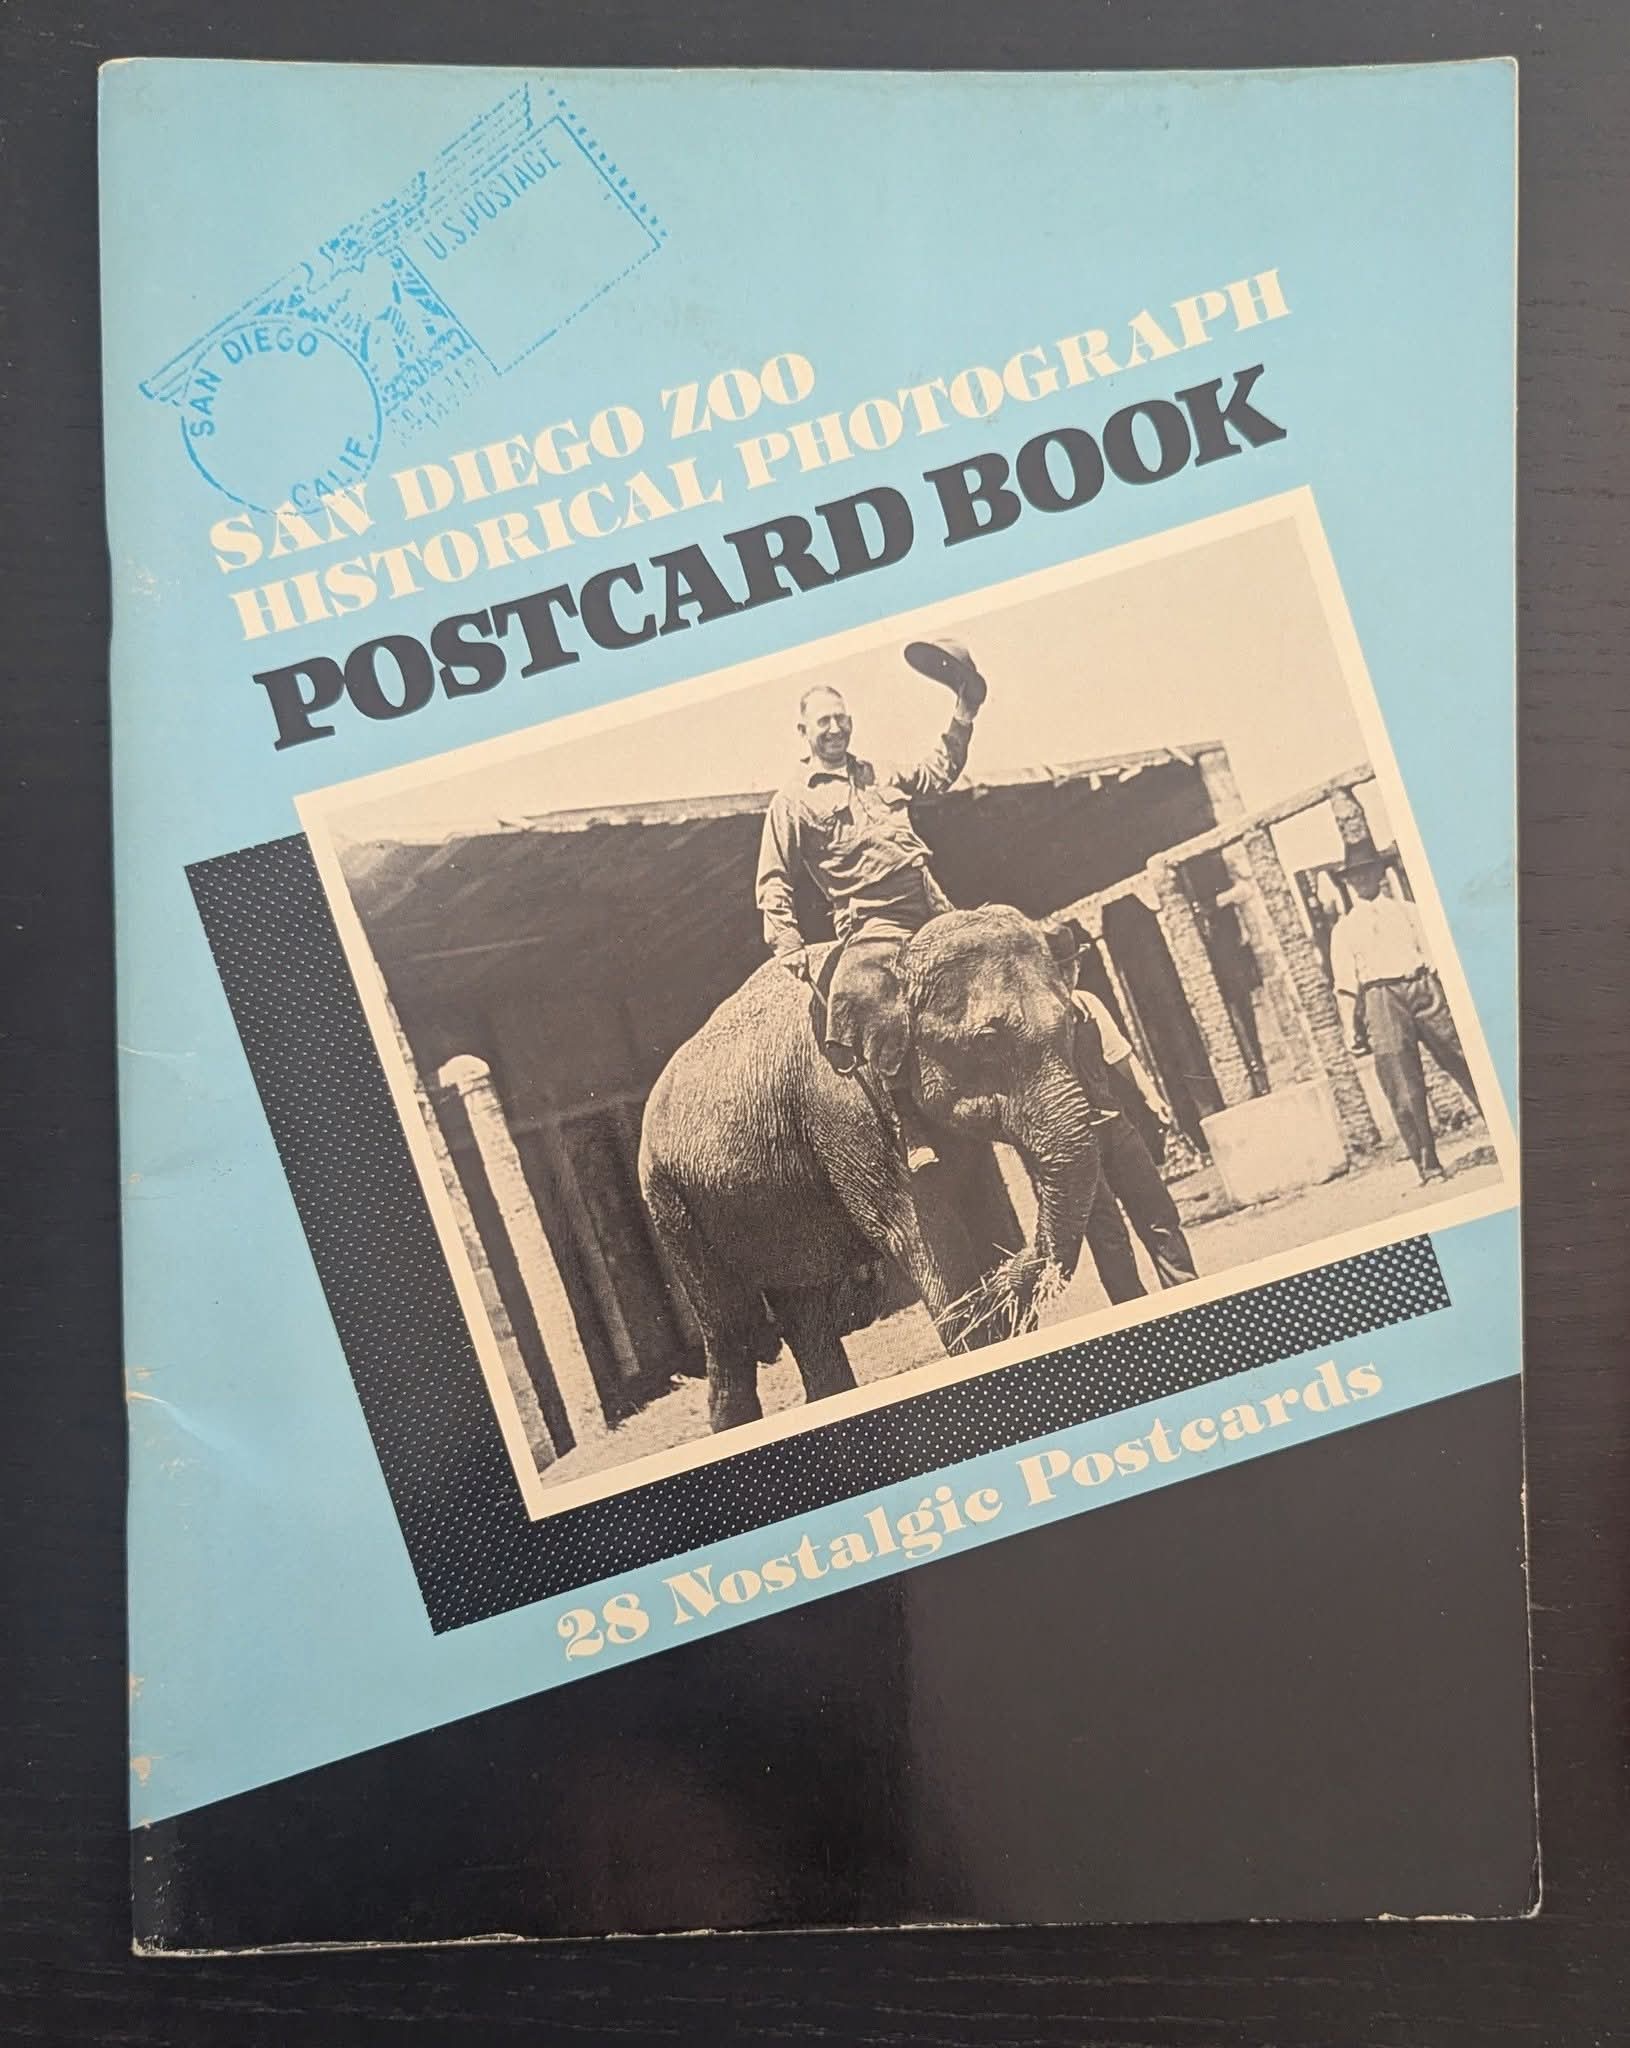 U.S. POSTAGE
SAN DIEGO
CALIF.
SAN DIEGO ZOO
HISTORICAL PHOTOGRAPH
POSTCARD BOOK
28 Nostalgic Postcards